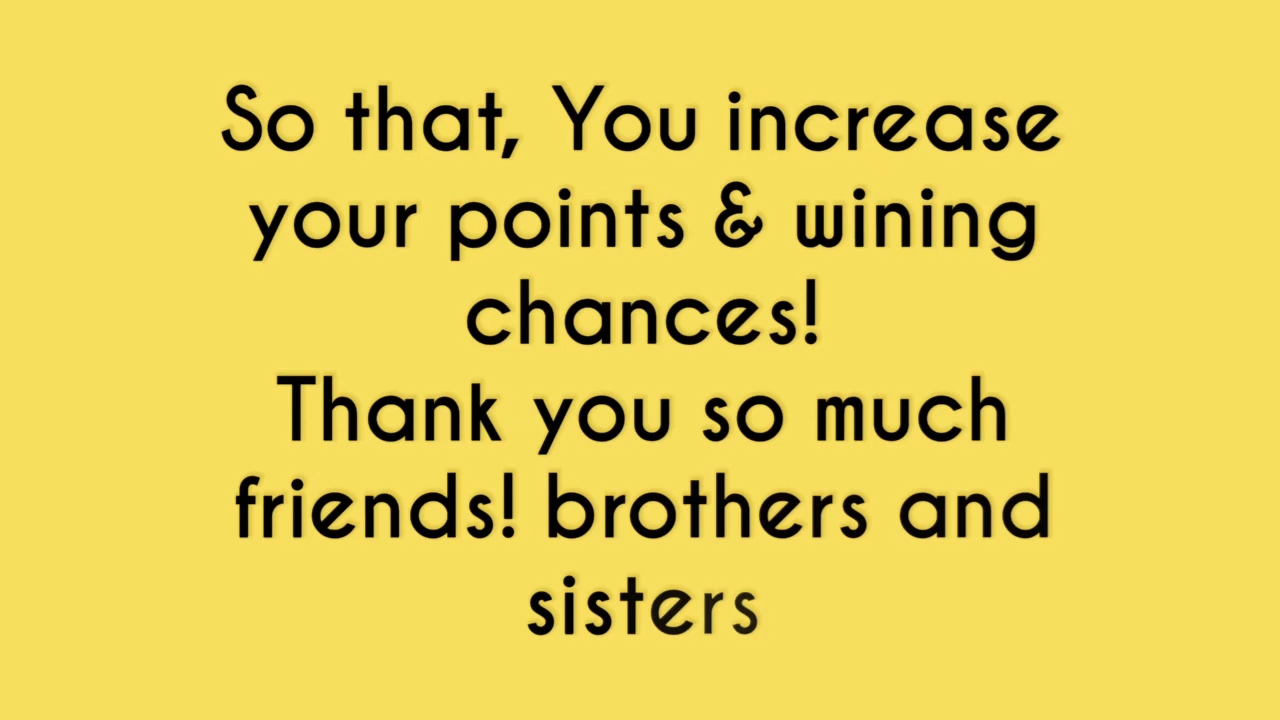 So that, You increase
your points & wining
chances!
Thank you so much
friends! brothers and
sisters